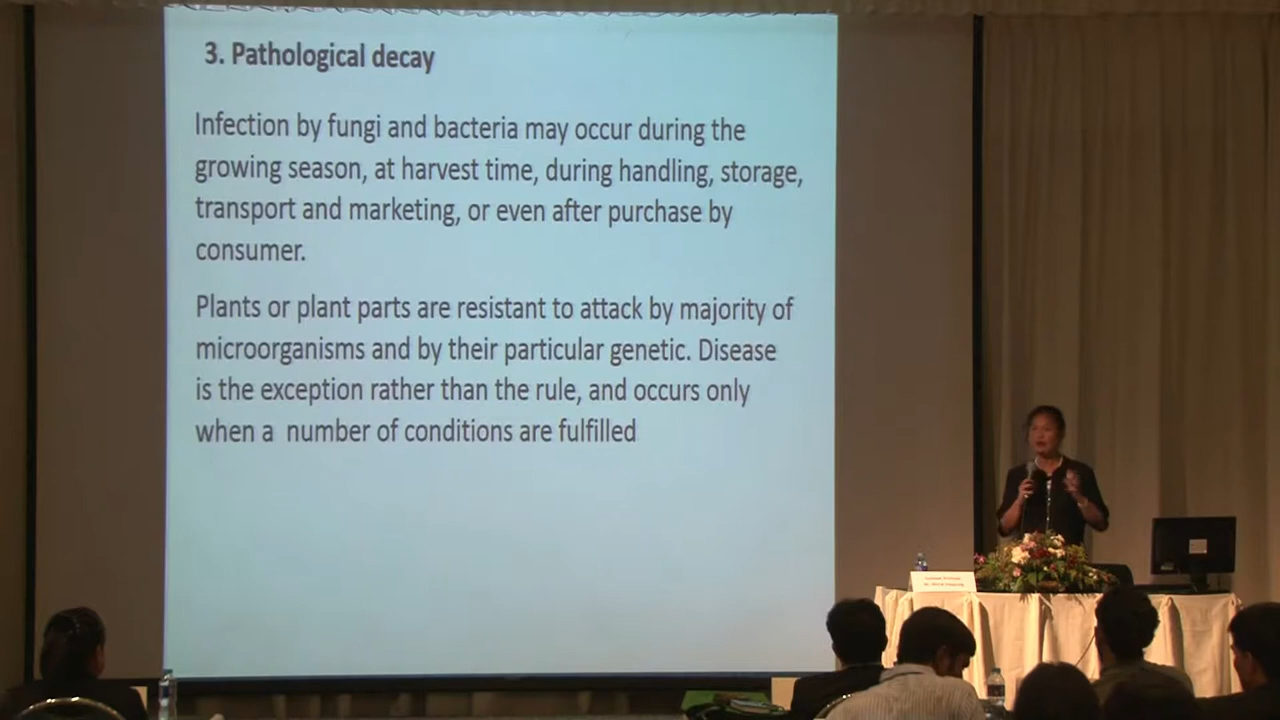 3. Pathological decay
Infection by fungi and bacteria may occur during the
growing season, at harvest time, during handling, storage,
transport and marketing, or even after purchase by
consumer.
Plants or plant parts are resistant to attack by majority of
microorganisms and by their particular genetic. Disease
is the exception rather than the rule, and occurs only
when a number of conditions are fulfilled